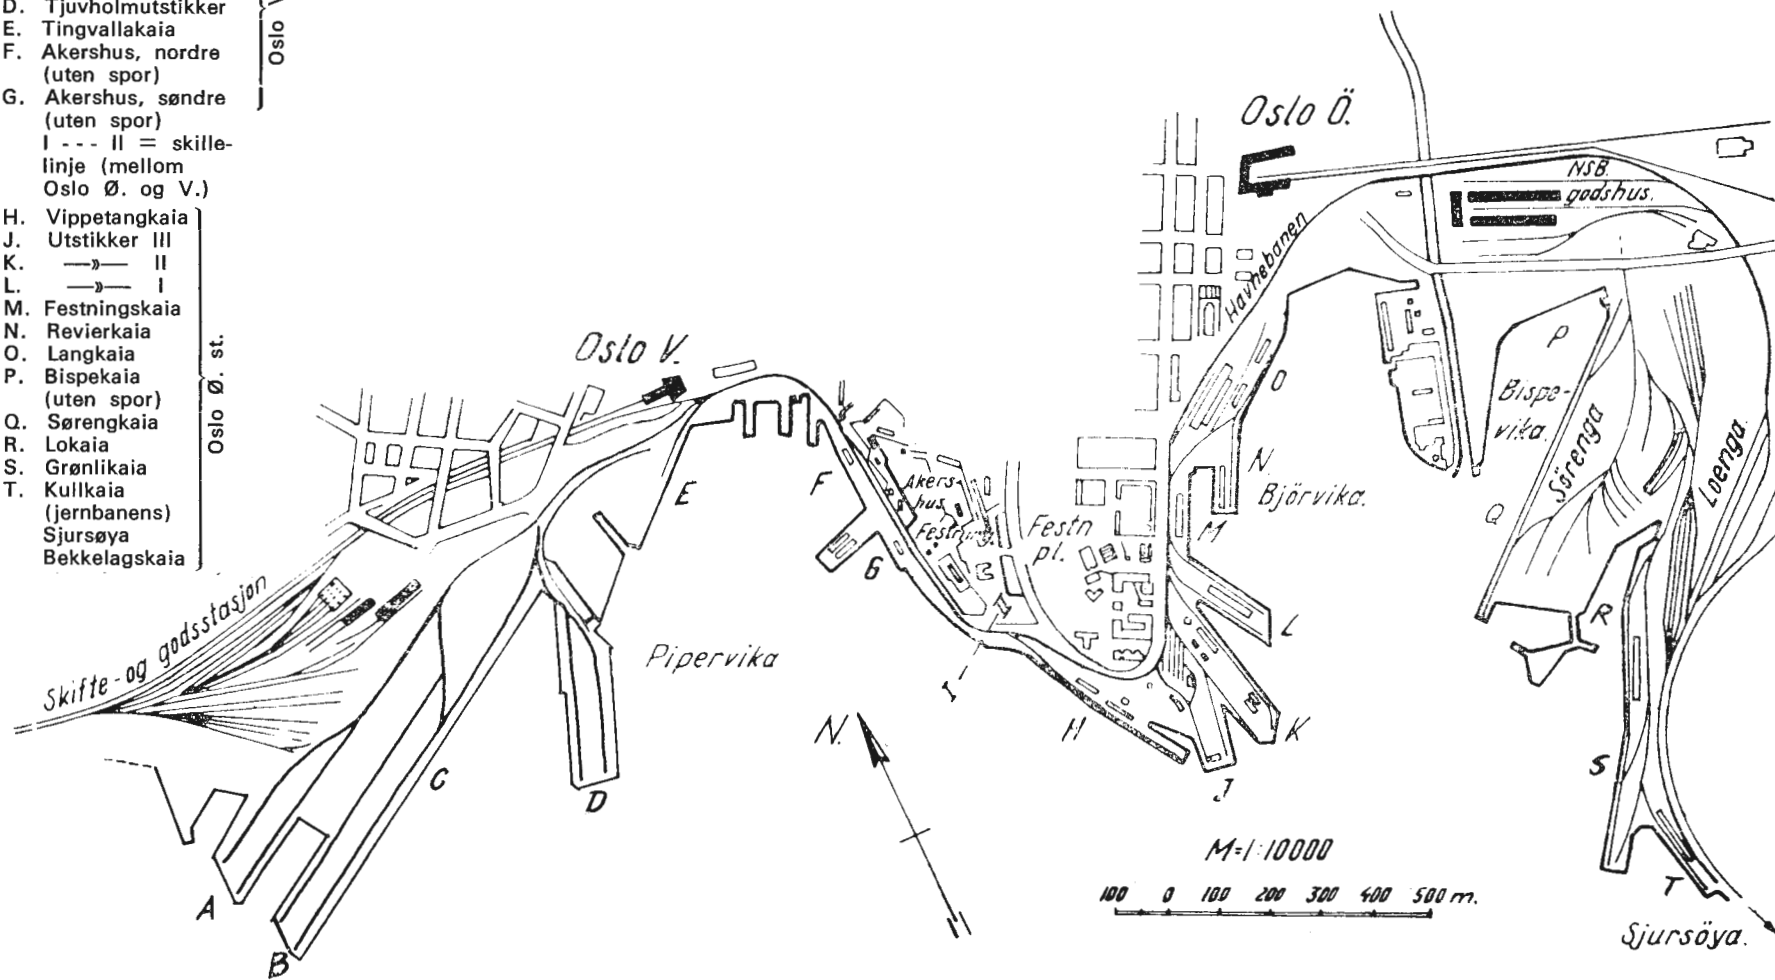 D. Tjuvholmutstikker
E. Tingvallakaia
F. Akershus, nordre
(uten spor)
G. Akershus, søndre
(uten spor)
I --- II = skille-
linje (mellom
Oslo Ø. og V.)
Oslo
H. Vippetangkaia
J. Utstikker III
K. —»— II
L. —»— I
M. Festningskaia
N. Revierkaia
O. Langkaia
P. Bispekaia
(uten spor)
Q. Sørengkaia
R. Lokaia
S. Grønlikaia
T. Kullkaia
(jernbanens)
Sjursøya
Bekkelagskaia
Oslo Ø. st.
Oslo Ö.
NSB.
godshus.
Havnebanen
Oslo V.
O
P
Bispe-
vika.
Sörenga
Loenga.
E
F
Akers-
hus
Festning.
Festn
pl.
N.
Björvika.
M
Q
G
II
L
R
Skifte- og godsstasjon
Pipervika
I
H
K
J
N.
C
D
S
A
B
T
M=1:10000
100 0 100 200 300 400 500 m.
Sjursöya.